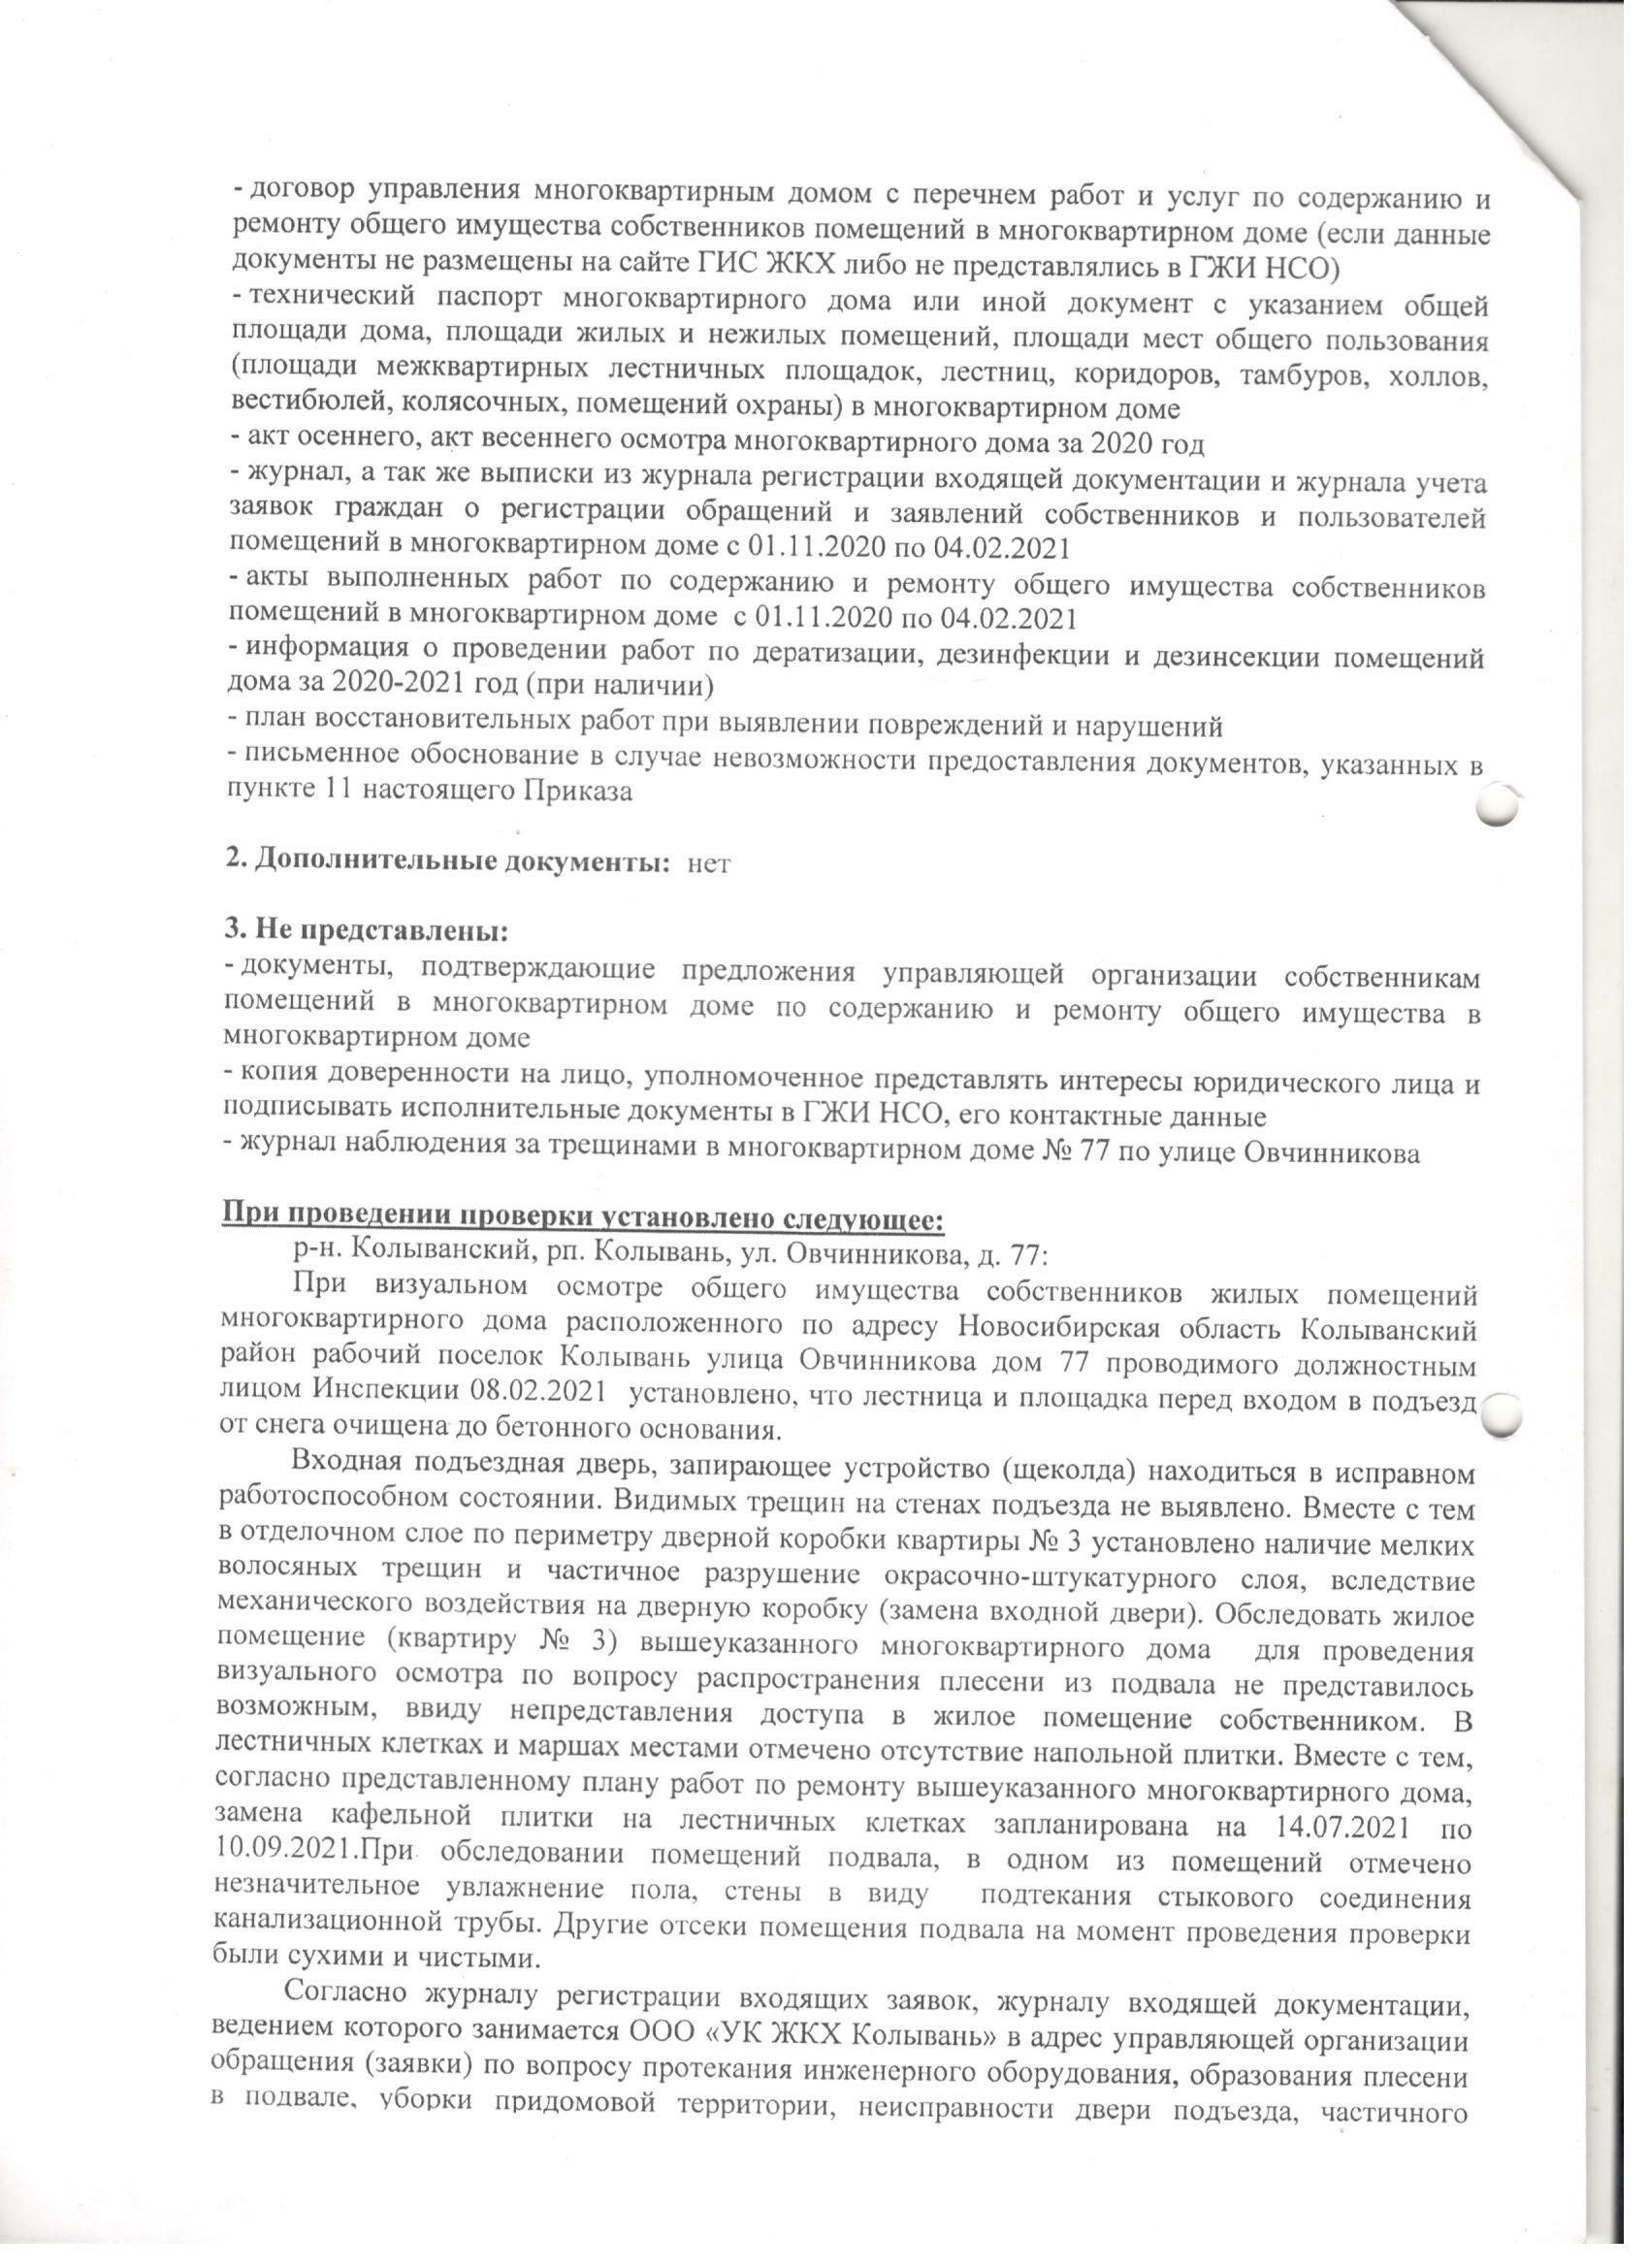 - договор управления многоквартирным домом с перечнем работ и услуг по содержанию и
ремонту общего имущества собственников помещений в многоквартирном доме (если данные
документы не размещены на сайте ГИС ЖКХ либо не представлялись в ГЖИ НСО)
- технический паспорт многоквартирного дома или иной документ с указанием общей
площади дома, площади жилых и нежилых помещений, площади мест общего пользования
(площади межквартирных лестничных площадок, лестниц, коридоров, тамбуров, холлов,
вестибюлей, колясочных, помещений охраны) в многоквартирном доме
- акт осеннего, акт весеннего осмотра многоквартирного дома за 2020 год
- журнал, а так же выписки из журнала регистрации входящей документации и журнала учета
заявок граждан о регистрации обращений и заявлений собственников и пользователей
помещений в многоквартирном доме с 01.11.2020 по 04.02.2021
- акты выполненных работ по содержанию и ремонту общего имущества собственников
помещений в многоквартирном доме с 01.11.2020 по 04.02.2021
- информация о проведении работ по дератизации, дезинфекции и дезинсекции помещений
дома за 2020-2021 год (при наличии)
- план восстановительных работ при выявлении повреждений и нарушений
- письменное обоснование в случае невозможности предоставления документов, указанных в
пункте 11 настоящего Приказа
2. Дополнительные документы: нет
3. Не представлены:
- документы, подтверждающие предложения управляющей организации собственникам
помещений в многоквартирном доме по содержанию и ремонту общего имущества в
многоквартирном доме
- копия доверенности на лицо, уполномоченное представлять интересы юридического лица и
подписывать исполнительные документы в ГЖИ НСО, его контактные данные
- журнал наблюдения за трещинами в многоквартирном доме № 77 по улице Овчинникова
При проведении проверки установлено следующее:
р-н. Колыванский, рп. Колывань, ул. Овчинникова, д. 77:
При визуальном осмотре общего имущества собственников жилых помещений
многоквартирного дома расположенного по адресу Новосибирская область Колыванский
район рабочий поселок Колывань улица Овчинникова дом 77 проводимого должностным
лицом Инспекции 08.02.2021 установлено, что лестница и площадка перед входом в подъезд
от снега очищена до бетонного основания.
Входная подъездная дверь, запирающее устройство (щеколда) находиться в исправном
работоспособном состоянии. Видимых трещин на стенах подъезда не выявлено. Вместе с тем
в отделочном слое по периметру дверной коробки квартиры № 3 установлено наличие мелких
волосяных трещин и частичное разрушение окрасочно-штукатурного слоя, вследствие
механического воздействия на дверную коробку (замена входной двери). Обследовать жилое
помещение (квартиру № 3) вышеуказанного многоквартирного дома для проведения
визуального осмотра по вопросу распространения плесени из подвала не представилось
возможным, ввиду непредставления доступа в жилое помещение собственником. В
лестничных клетках и маршах местами отмечено отсутствие напольной плитки. Вместе с тем,
согласно представленному плану работ по ремонту вышеуказанного многоквартирного дома,
замена кафельной плитки на лестничных клетках запланирована на 14.07.2021 по
10.09.2021.При обследовании помещений подвала, в одном из помещений отмечено
незначительное увлажнение пола, стены в виду подтекания стыкового соединения
канализационной трубы. Другие отсеки помещения подвала на момент проведения проверки
были сухими и чистыми.
Согласно журналу регистрации входящих заявок, журналу входящей документации,
ведением которого занимается ООО «УК ЖКХ Колывань» в адрес управляющей организации
обращения (заявки) по вопросу протекания инженерного оборудования, образования плесени
в подвале, уборки придомовой территории, неисправности двери подъезда, частичного